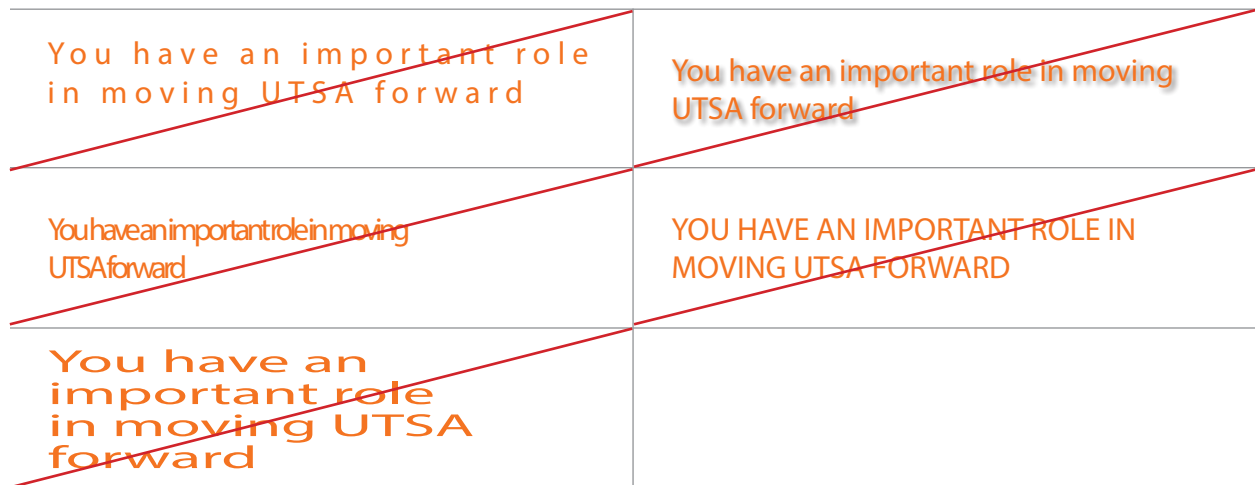 You have an important role
in moving UTSA forward
You have an important role in moving
UTSA forward
You have an important role in moving
UTSA forward
YOU HAVE AN IMPORTANT ROLE IN
MOVING UTSA FORWARD
You have an
important role
in moving UTSA
forward